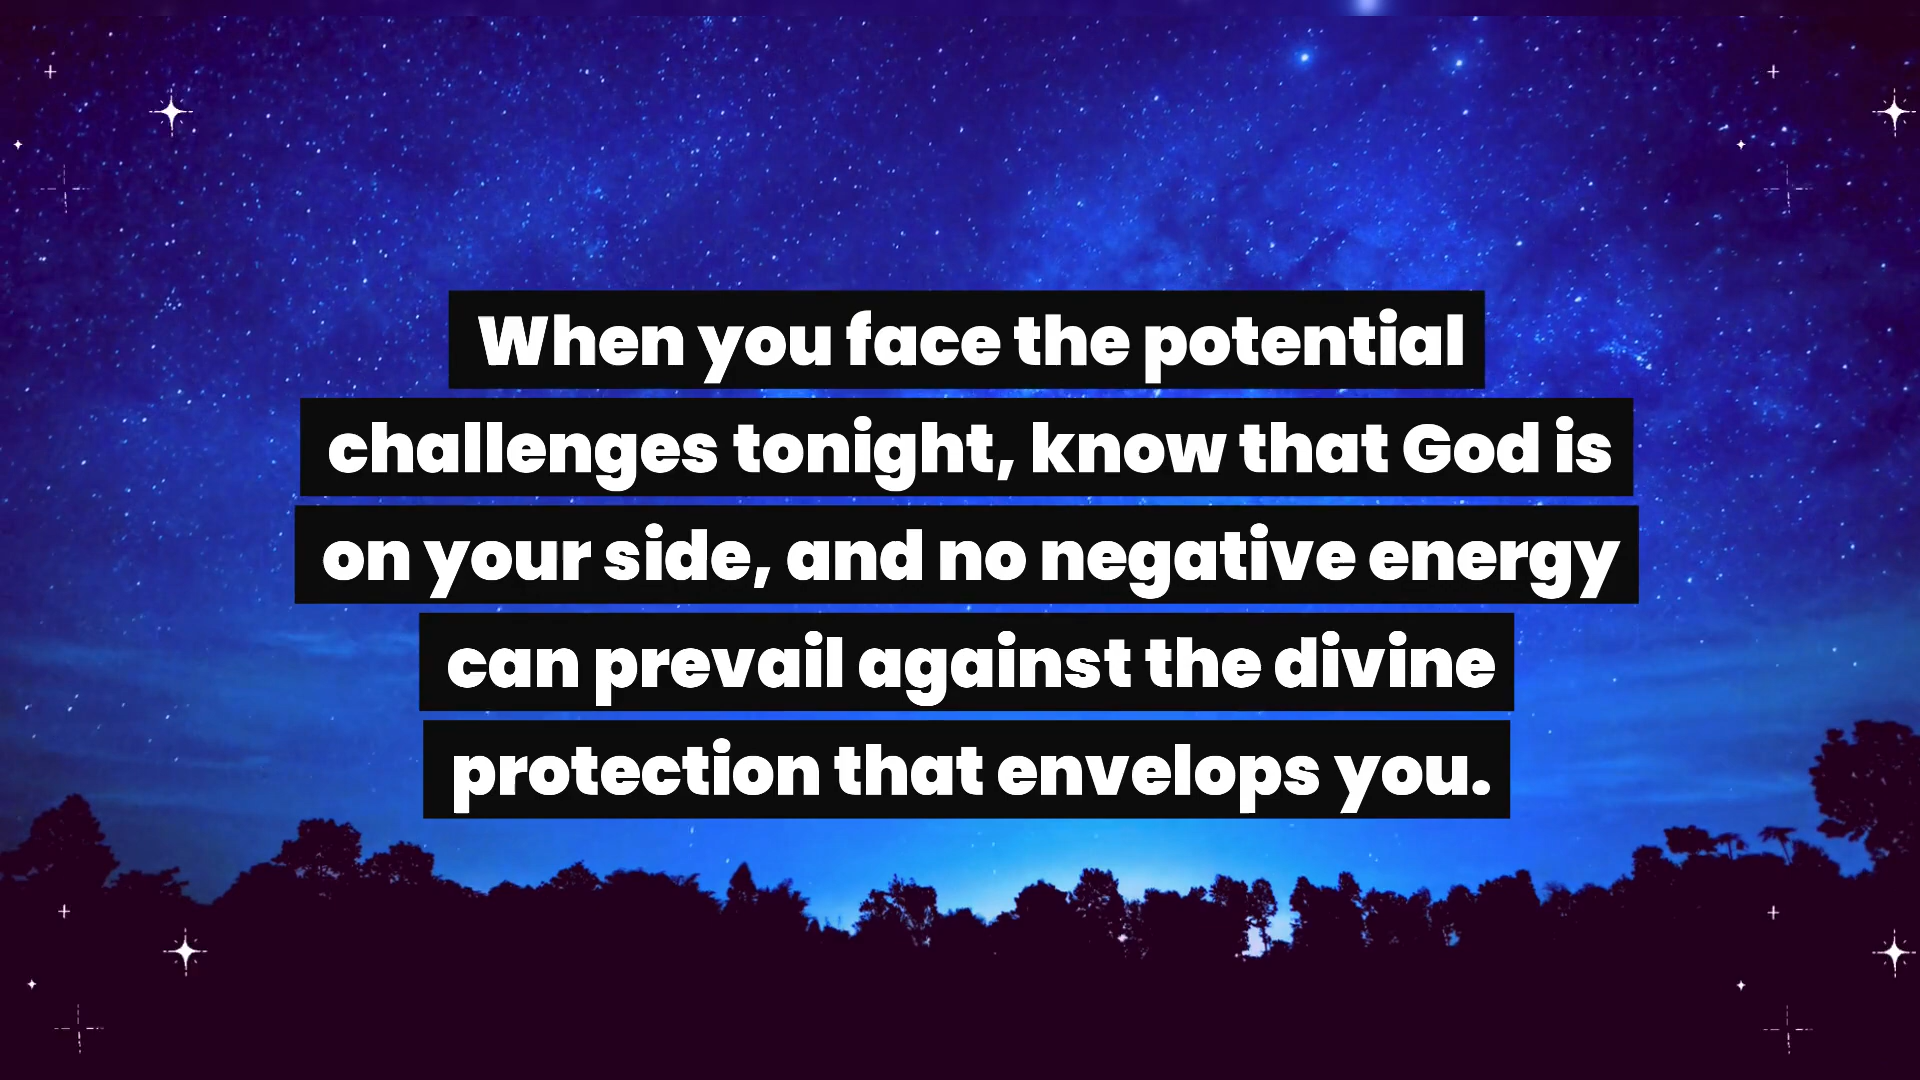 When you face the potential
challenges tonight, know that God is
on your side, and no negative energy
can prevail against the divine
protection that envelops you.